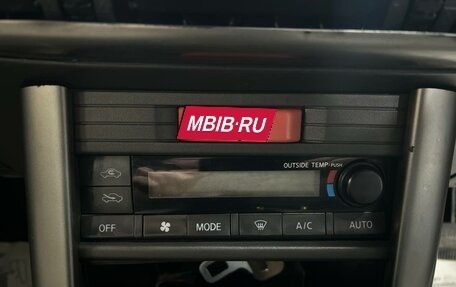 MBIB·RU
OUTSIDE TEMP-PUSH
OFF MODE A/C AUTO